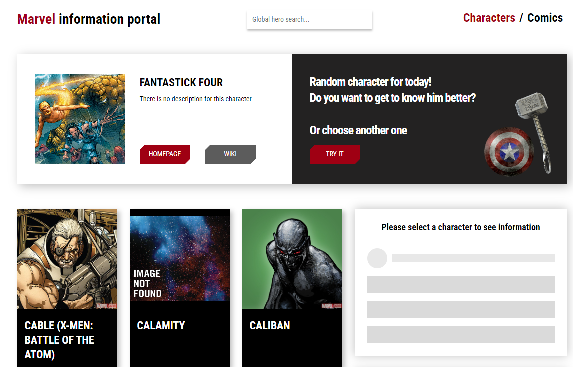 Marvel information portal
Global hero search...
Characters / Comics
FANTASTICK FOUR
There is no description for this character
HOMEPAGE
WIKI
Random character for today!
Do you want to get to know him better?
Or choose another one
TRY IT
IMAGE
NOT
FOUND
CABLE (X-MEN:
BATTLE OF THE
ATOM)
CALAMITY
CALIBAN
Please select a character to see information